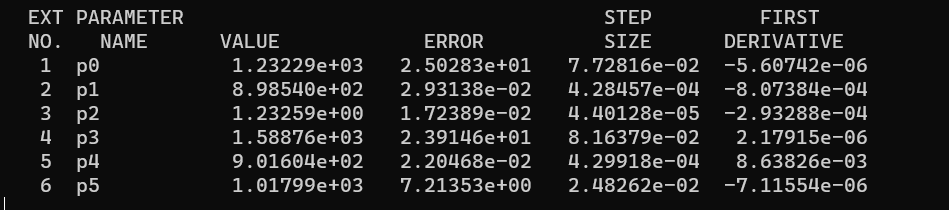 EXT PARAMETER STEP FIRST
NO. NAME VALUE ERROR SIZE DERIVATIVE
1 p0 1.23229e+03 2.50283e+01 7.72816e-02 -5.60742e-06
2 p1 8.98540e+02 2.93138e-02 4.28457e-04 -8.07384e-04
3 p2 1.23259e+00 1.72389e-02 4.40128e-05 -2.93288e-04
4 p3 1.58876e+03 2.39146e+01 8.16379e-02 2.17915e-06
5 p4 9.01604e+02 2.20468e-02 4.29918e-04 8.63826e-03
6 p5 1.01799e+03 7.21353e+00 2.48262e-02 -7.11554e-06